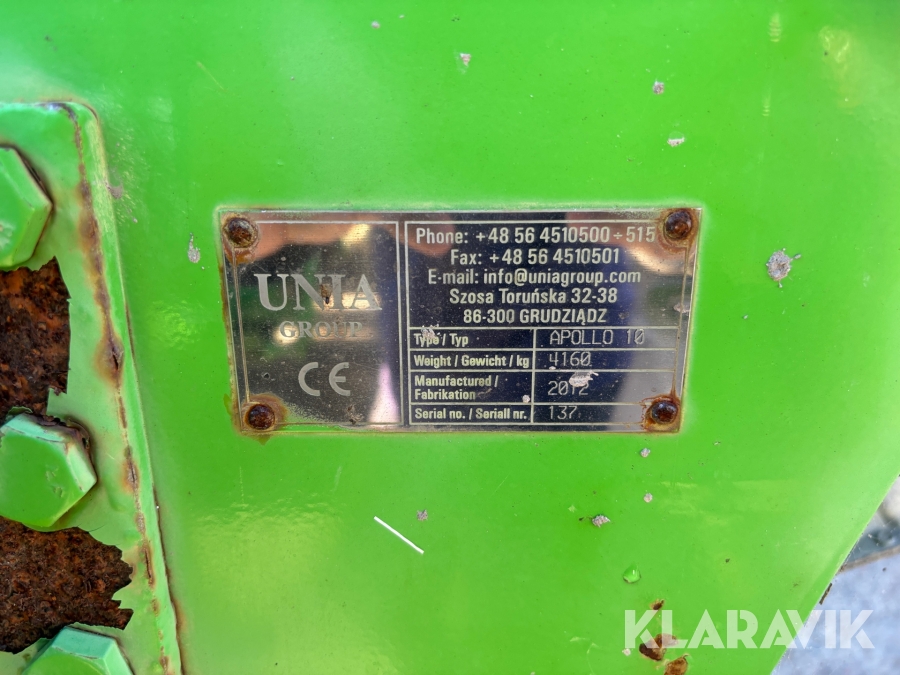 UNIA
GROUP
CE
Phone: +48 56 4510500÷515
Fax: +48 56 4510501
E-mail: info@uniagroup.com
Szosa Toruńska 32-38
86-300 GRUDZIĄDZ
Type / Typ APOLLO 10
Weight / Gewicht / kg 4160
Manufactured /
Fabrikation 2012
Serial no. / Seriall nr. 137
KLARAVIK